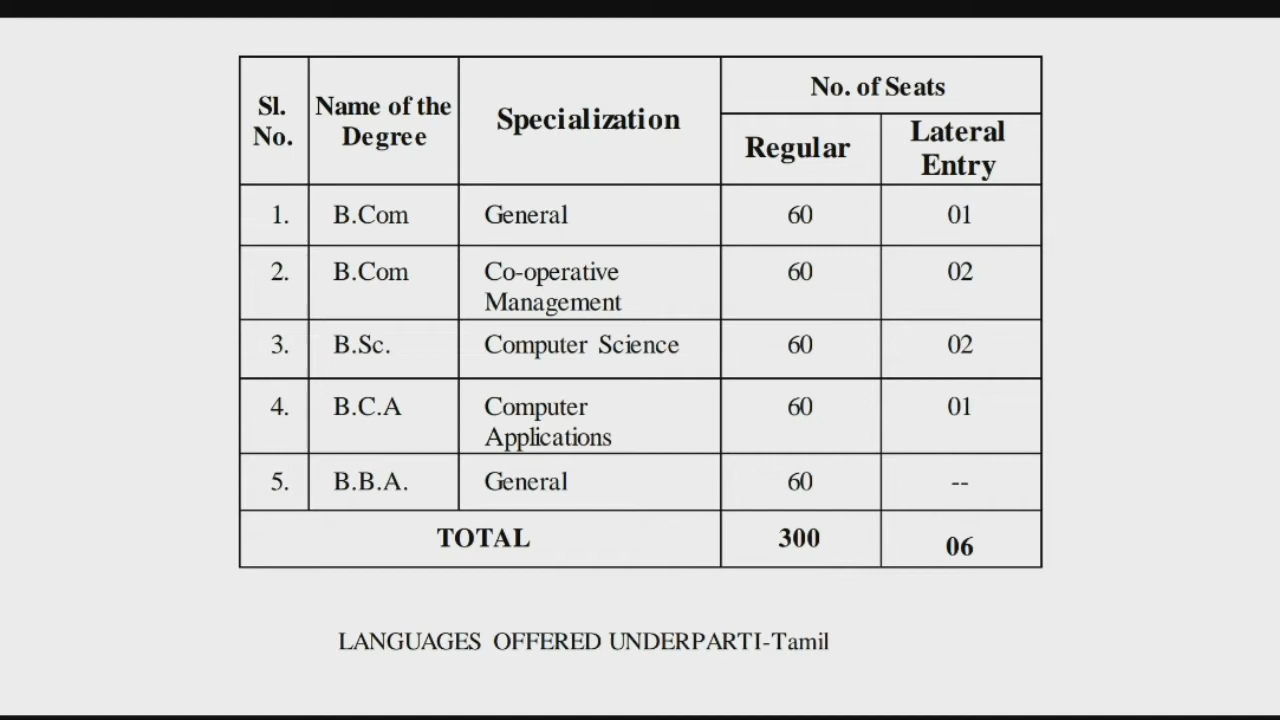 Sl. No. Name of the Degree Specialization No. of Seats
Regular Lateral Entry
1. B.Com General 60 01
2. B.Com Co-operative Management 60 02
3. B.Sc. Computer Science 60 02
4. B.C.A Computer Applications 60 01
5. B.B.A. General 60 --
TOTAL 300 06
LANGUAGES OFFERED UNDERPARTI-Tamil